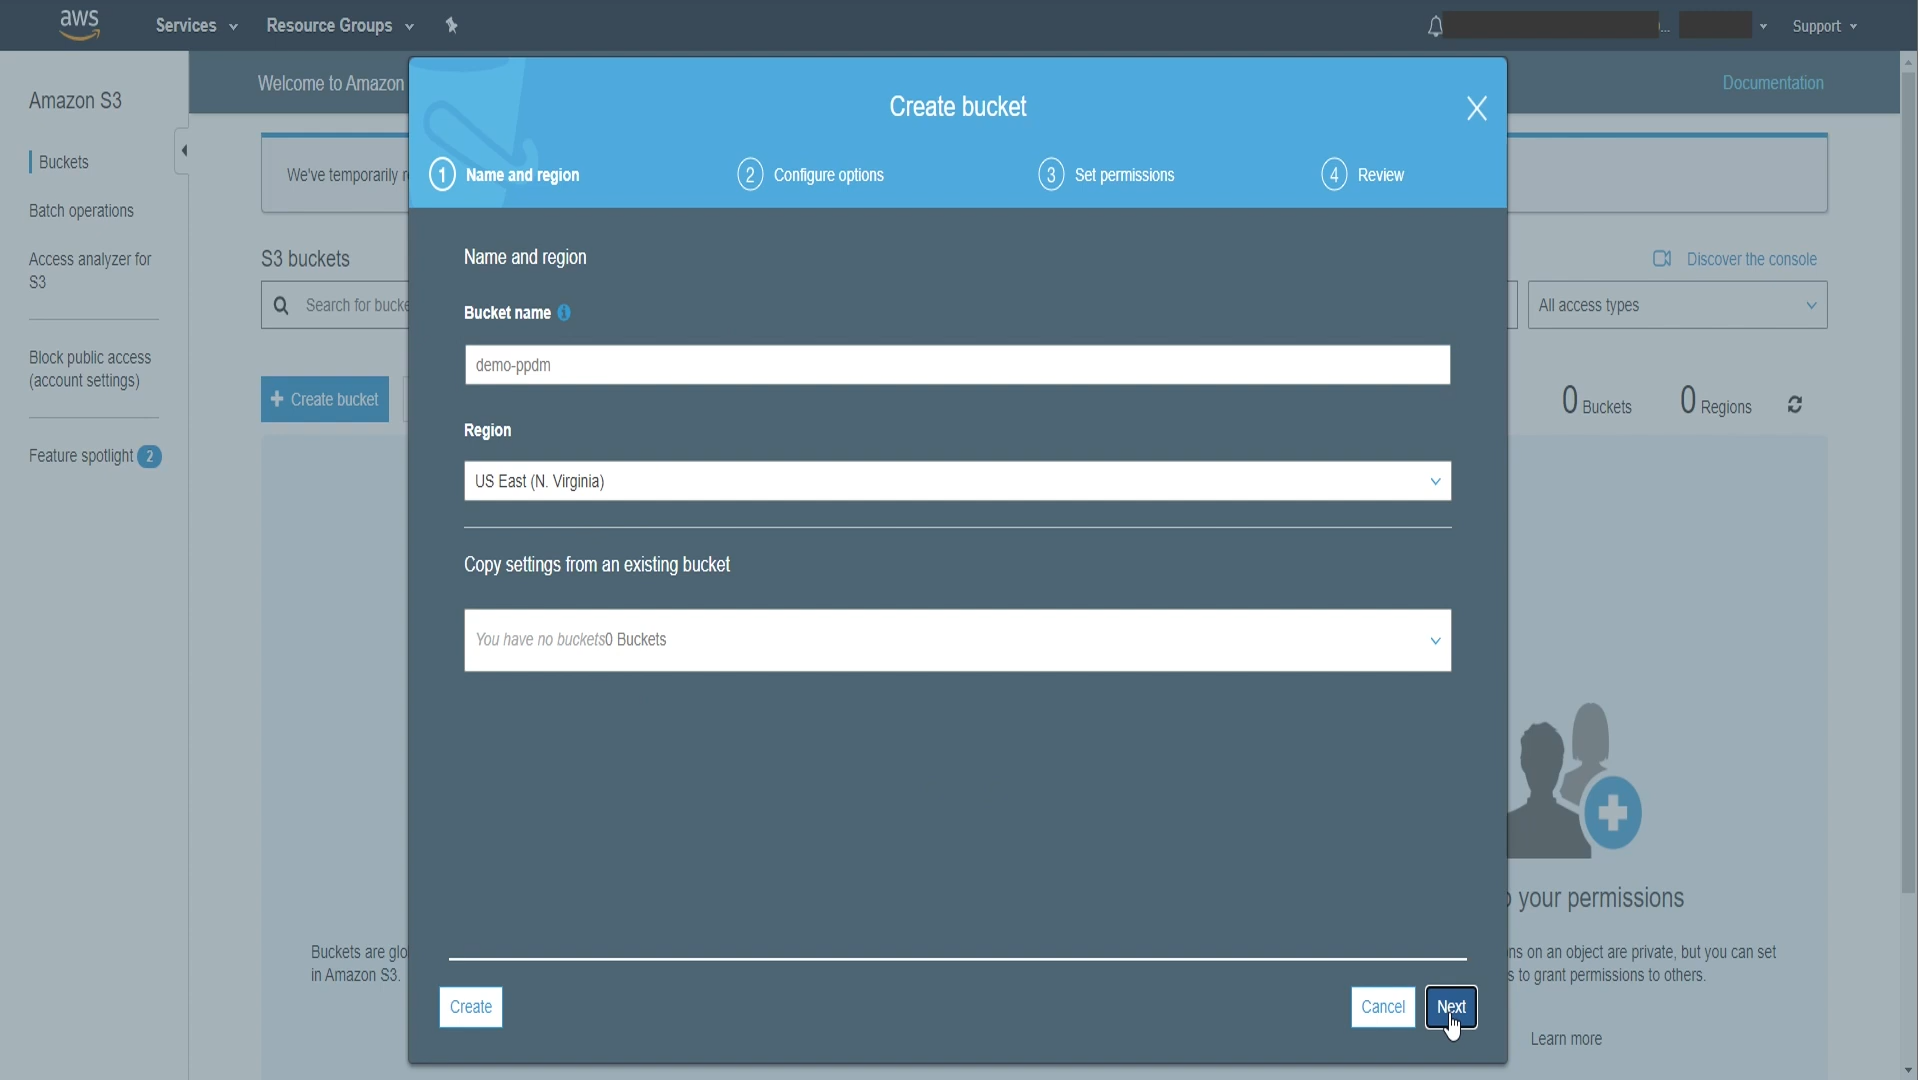 aws
Services
Resource Groups
...
Support
Amazon S3
Buckets
Batch operations
Access analyzer for
S3
Block public access
(account settings)
Feature spotlight 2
Welcome to Amazon
Documentation
We've temporarily
S3 buckets
Discover the console
Search for bucke
All access types
Create bucket
0 Buckets
0 Regions
Create bucket
X
1 Name and region
2 Configure options
3 Set permissions
4 Review
Name and region
Bucket name
demo-ppdm
Region
US East (N. Virginia)
Copy settings from an existing bucket
You have no buckets0 Buckets
Create
Cancel
Next
Buckets are glo
in Amazon S3.
your permissions
ns on an object are private, but you can set
s to grant permissions to others.
Learn more